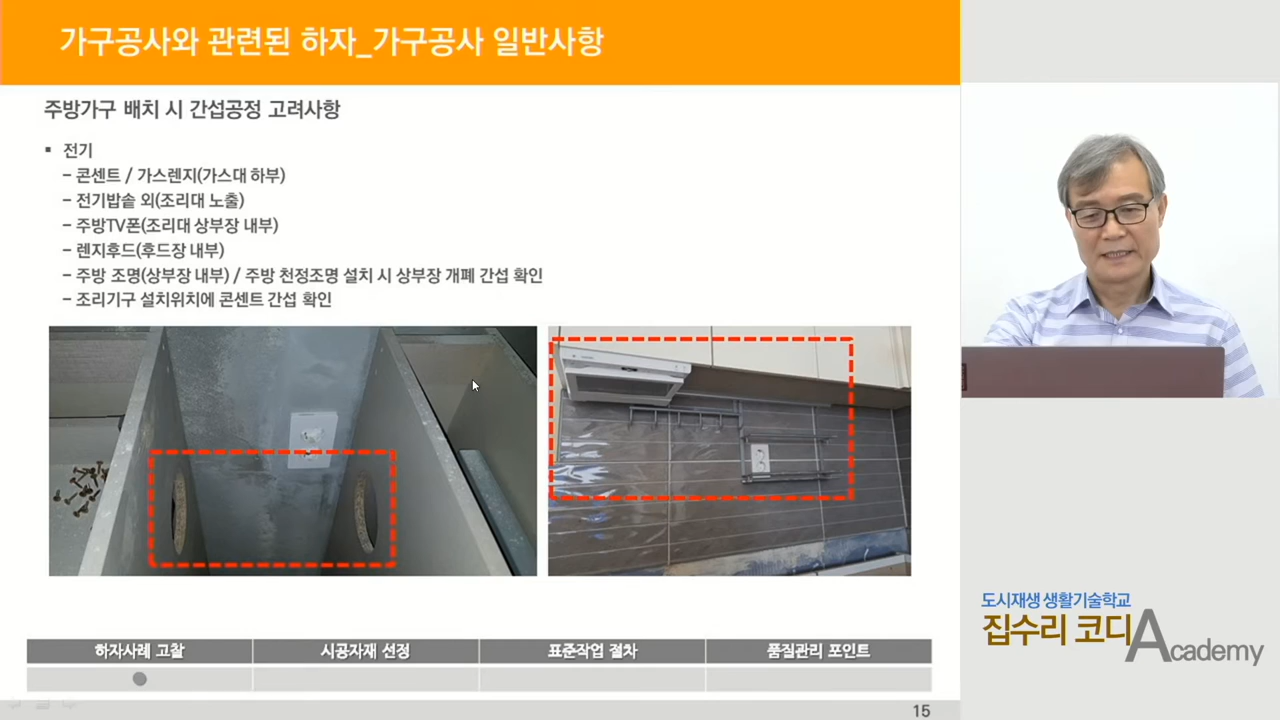 가구공사와 관련된 하자_가구공사 일반사항
주방가구 배치 시 간섭공정 고려사항
▪ 전기
– 콘센트 / 가스렌지(가스대 하부)
– 전기밥솥 외(조리대 노출)
– 주방TV폰(조리대 상부장 내부)
– 렌지후드(후드장 내부)
– 주방 조명(상부장 내부) / 주방 천정조명 설치 시 상부장 개폐 간섭 확인
– 조리기구 설치위치에 콘센트 간섭 확인
하자사례 고찰 시공자재 선정 표준작업 절차 품질관리 포인트
15
도시재생 생활기술학교
집수리 코디 Academy